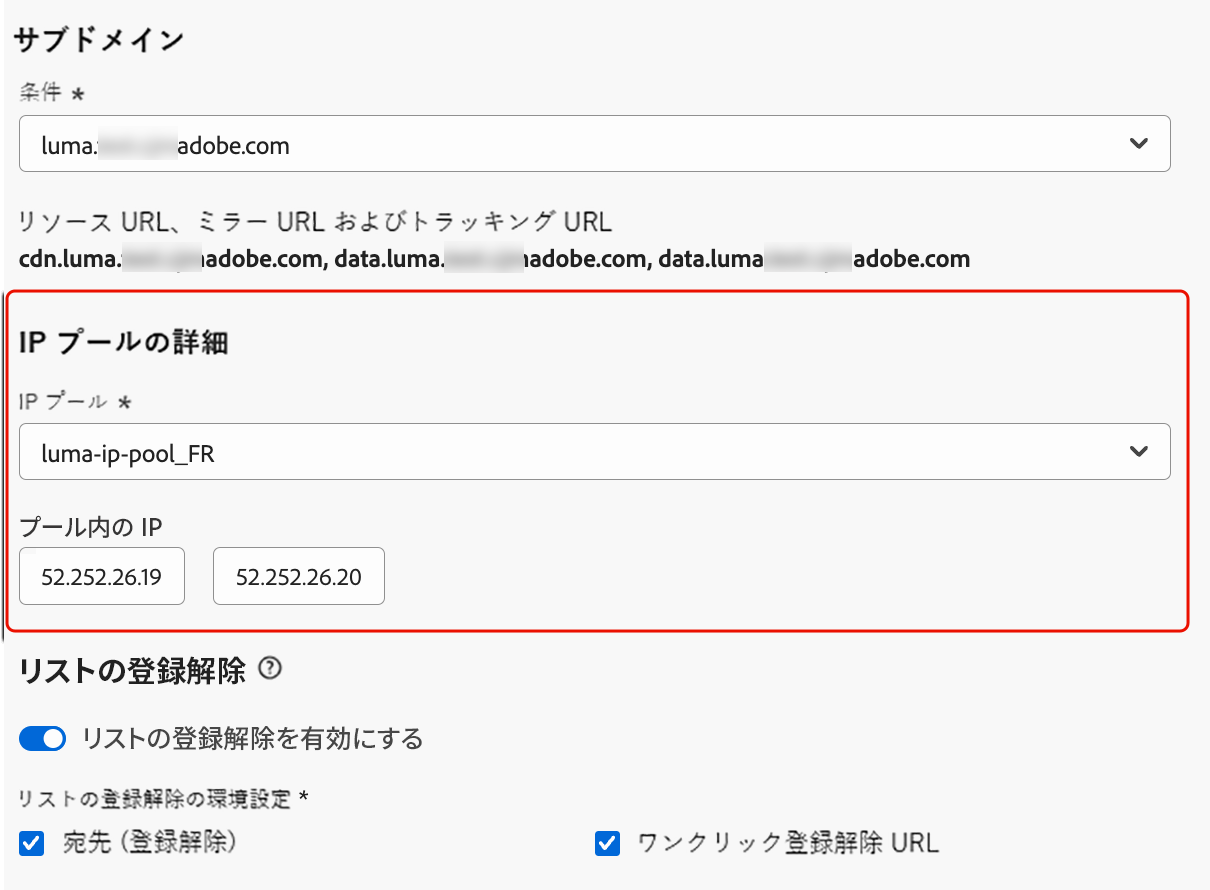 サブドメイン
条件 *
luma. adobe.com
リソース URL、ミラー URL およびトラッキング URL
cdn.luma. adobe.com, data.luma. adobe.com, data.luma adobe.com
IP プールの詳細
IP プール *
luma-ip-pool_FR
プール内の IP
52.252.26.19 52.252.26.20
リストの登録解除 ?
リストの登録解除を有効にする
リストの登録解除の環境設定 *
宛先 (登録解除) ワンクリック登録解除 URL